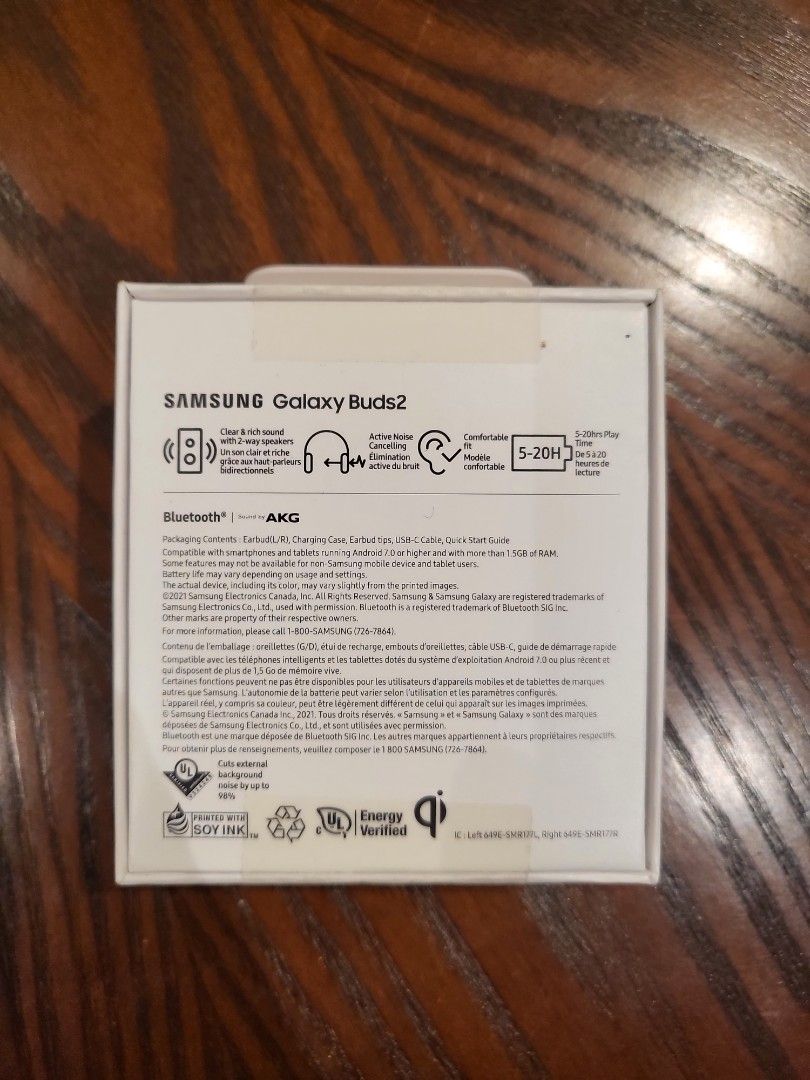 SAMSUNG Galaxy Buds2
Clear & rich sound
with 2-way speakers
Un son clair et riche
grâce aux haut-parleurs
bidirectionnels
Active Noise
Cancelling
Élimination
active du bruit
Comfortable
fit
Modèle
confortable
5-20H
5-20hrs Play
Time
De 5 à 20
heures de
lecture
Bluetooth® | Sound by AKG
Packaging Contents : Earbud(L/R), Charging Case, Earbud tips, USB-C Cable, Quick Start Guide
Compatible with smartphones and tablets running Android 7.0 or higher and with more than 1.5GB of RAM.
Some features may not be available for non-Samsung mobile device and tablet users.
Battery life may vary depending on usage and settings.
The actual device, including its color, may vary slightly from the printed images.
©2021 Samsung Electronics Canada, Inc. All Rights Reserved. Samsung & Samsung Galaxy are registered trademarks of
Samsung Electronics Co., Ltd., used with permission. Bluetooth is a registered trademark of Bluetooth SIG Inc.
Other marks are property of their respective owners.
For more information, please call 1-800-SAMSUNG (726-7864).
Contenu de l'emballage : oreillettes (G/D), étui de recharge, embouts d'oreillettes, câble USB-C, guide de démarrage rapide
Compatible avec les téléphones intelligents et les tablettes dotés du système d'exploitation Android 7.0 ou plus récent et
qui disposent de plus de 1,5 Go de mémoire vive.
Certaines fonctions peuvent ne pas être disponibles pour les utilisateurs d'appareils mobiles et de tablettes de marques
autres que Samsung. L'autonomie de la batterie peut varier selon l'utilisation et les paramètres configurés.
L'appareil réel, y compris sa couleur, peut être légèrement différent de celui qui apparaît sur les images imprimées.
© Samsung Electronics Canada Inc., 2021. Tous droits réservés. « Samsung » et « Samsung Galaxy » sont des marques
déposées de Samsung Electronics Co., Ltd., et sont utilisées avec permission.
Bluetooth est une marque déposée de Bluetooth SIG Inc. Les autres marques appartiennent à leurs propriétaires respectifs.
Pour obtenir plus de renseignements, veuillez composer le 1 800 SAMSUNG (726-7864).
UL
Cuts external
background
noise by up to
98%
PRINTED WITH
SOY INK TM
c UL Energy
Verified
qi
IC : Left 649E-SMR177L, Right 649E-SMR177R